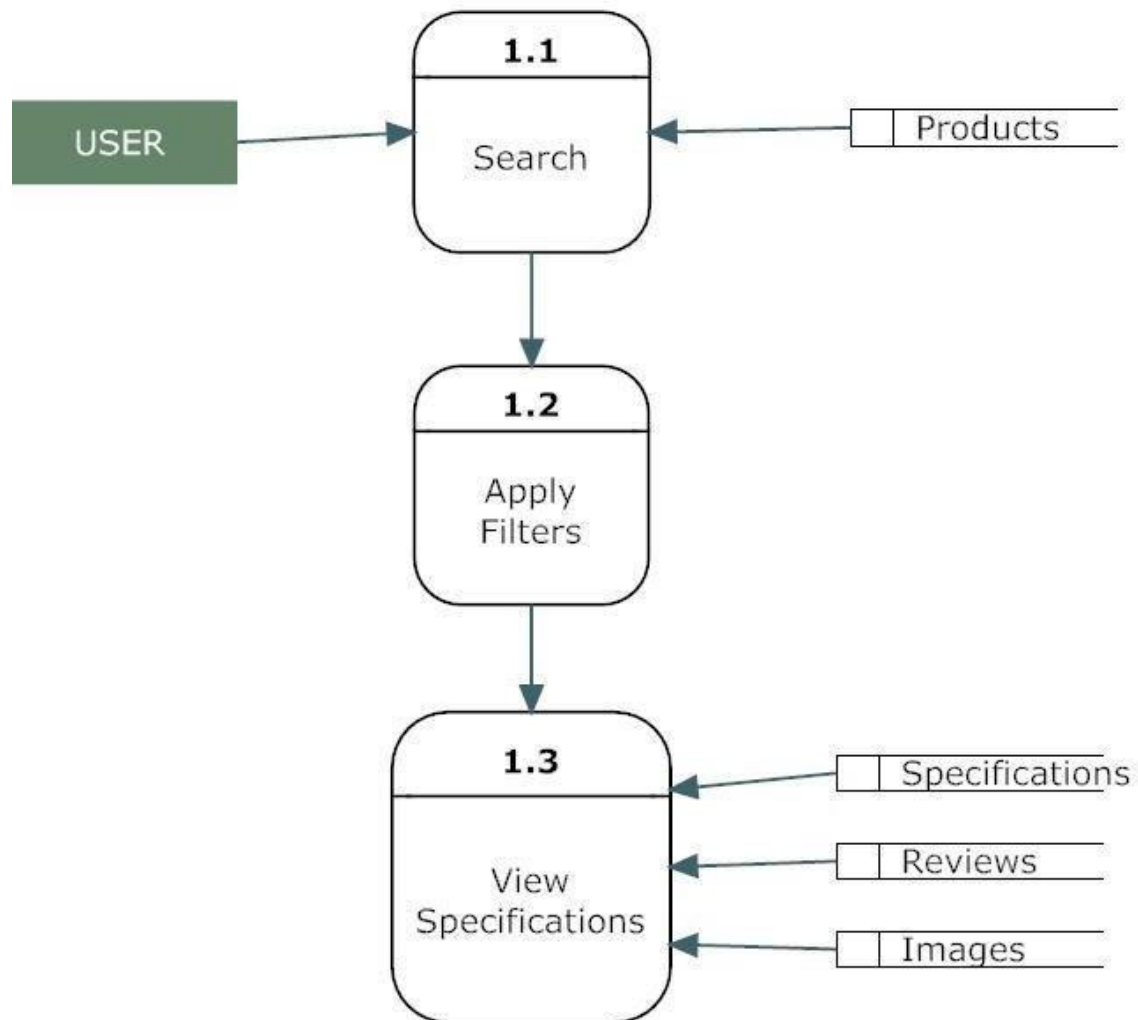 1.1
USER
Search
Products
1.2
Apply
Filters
1.3
View
Specifications
Specifications
Reviews
Images